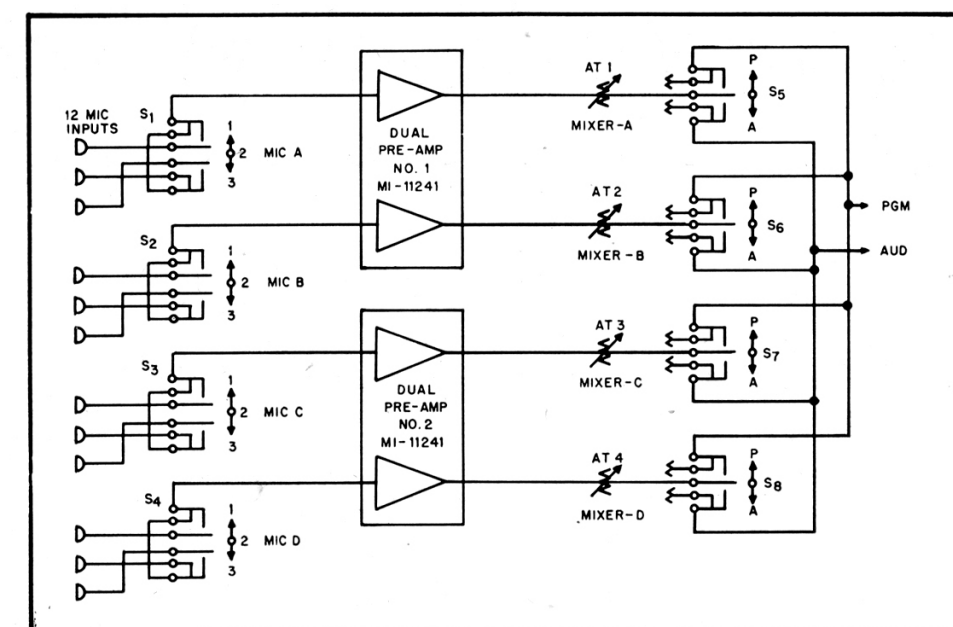 12 MIC
INPUTS
S1
1
2 MIC A
3
DUAL
PRE-AMP
NO. 1
MI-11241
AT 1
MIXER-A
P
S5
A
S2
1
2 MIC B
3
AT2
MIXER -B
P
S6
A
PGM
AUD
S3
1
2 MIC C
3
DUAL
PRE-AMP
NO. 2
MI-11241
AT 3
MIXER-C
P
S7
A
S4
1
2 MIC D
3
AT 4
MIXER-D
P
S8
A